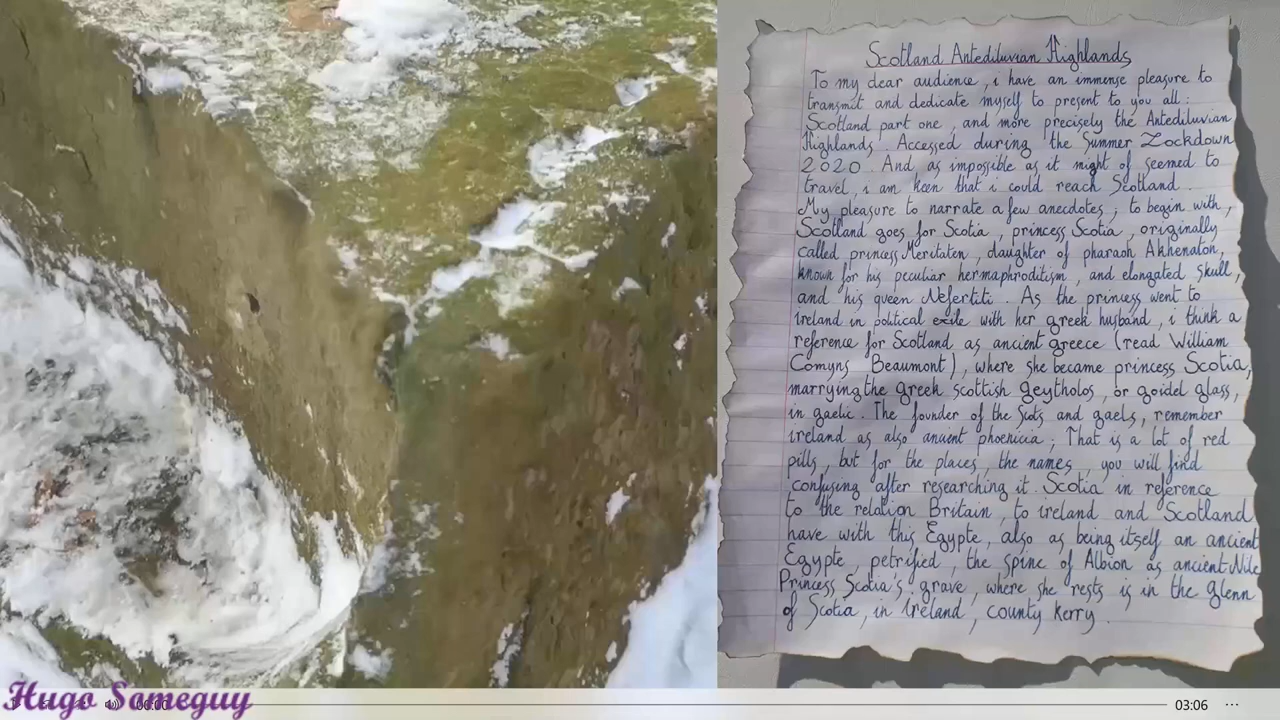 Scotland Antediluvian Highlands
To my dear audience, i have an immense pleasure to
transmit and dedicate myself to present to you all:
Scotland part one, and more precisely the Antediluvian
Highlands. Accessed during the Summer Lockdown
2020. And as impossible as it might of seemed to
travel, i am keen that i could reach Scotland
My pleasure to narrate a few anecdotes; to begin with,
Scotland goes for Scotia, princess Scotia, originally
called princess Meritaten, daughter of pharaoh Akhenaton,
known for his peculiar hermaphroditism, and elongated skull,
and his queen Nefertiti. As the princess went to
ireland in political exile with her greek husband, i think a
reference for Scotland as ancient greece (read William
Comyns Beaumont), where she became princess Scotia,
marrying the greek scottish geytholos, or goidel glass,
in gaelic. The founder of the Scots and gaels, remember
ireland as also ancient phoenicia; That is a lot of red
pills, but for the places, the names, you will find
confusing after researching it. Scotia in reference
to the relation Britain, to ireland and Scotland
have with this Egypte, also as being itself an ancient
Egypte, petrified, the spine of Albion as ancient Nile
Princess Scotia's grave, where she rests is in the glenn
of Scotia, in ireland, county kerry.
Hugo Someguy
00:00
03:06